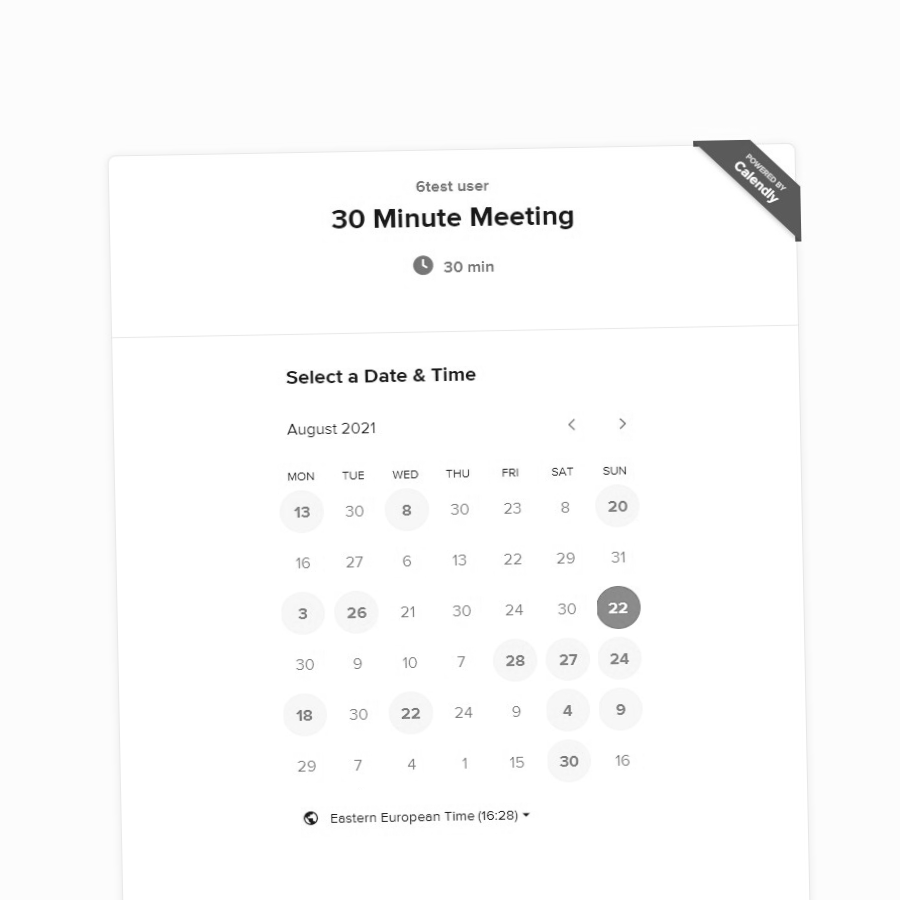 POWERED BY
Calendly
6test user
30 Minute Meeting
30 min
Select a Date & Time
August 2021
MON TUE WED THU FRI SAT SUN
13 30 8 30 23 8 20
16 27 6 13 22 29 31
3 26 21 30 24 30 22
30 9 10 7 28 27 24
18 30 22 24 9 4 9
29 7 4 1 15 30 16
Eastern European Time (16:28)